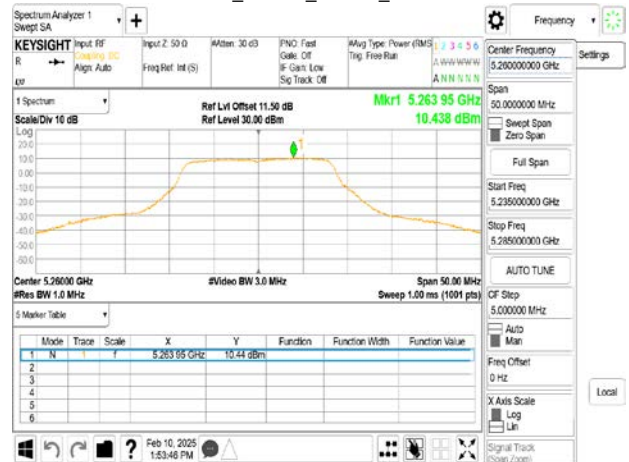 Spectrum Analyzer 1
Swept SA
Frequency
KEYSIGHT
R
Input: RF
Coupling: DC
Align: Auto
Input Z: 50 Ω
Freq Ref: Int (S)
#Atten: 30 dB
PNO: Fast
Gate: Off
IF Gain: Low
Sig Track: Off
#Avg Type: Power (RMS
Trig: Free Run
1 2 3 4 5 6
A W W W W W
A N N N N N
1 Spectrum
Scale/Div 10 dB
Log
Ref Lvl Offset 11.50 dB
Ref Level 30.00 dBm
Mkr1 5.263 95 GHz
10.438 dBm
1
20.0
10.0
0.00
-10.0
-20.0
-30.0
-40.0
-50.0
-60.0
Center 5.26000 GHz
#Res BW 1.0 MHz
#Video BW 3.0 MHz
Span 50.00 MHz
Sweep 1.00 ms (1001 pts)
5 Marker Table
Mode Trace Scale X Y Function Function Width Function Value
1 N 1 f 5.263 95 GHz 10.44 dBm
2
3
4
5
6
Feb 10, 2025
1:53:46 PM
Center Frequency
5.260000000 GHz
Settings
Span
50.0000000 MHz
Swept Span
Zero Span
Full Span
Start Freq
5.235000000 GHz
Stop Freq
5.285000000 GHz
AUTO TUNE
CF Step
5.000000 MHz
Auto
Man
Freq Offset
0 Hz
X Axis Scale
Log
Lin
Local
Signal Track
(Span Zoom)